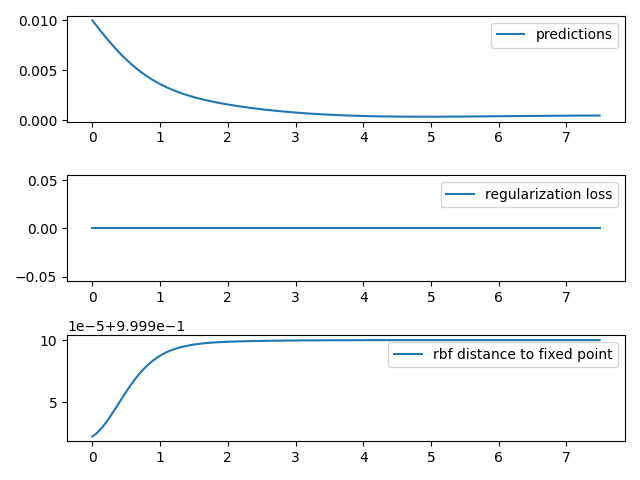 0.010
predictions
0.005
0.000
0 1 2 3 4 5 6 7
0.05
regularization loss
0.00
−0.05
0 1 2 3 4 5 6 7
1e−5+9.999e−1
10
rbf distance to fixed point
5
0 1 2 3 4 5 6 7